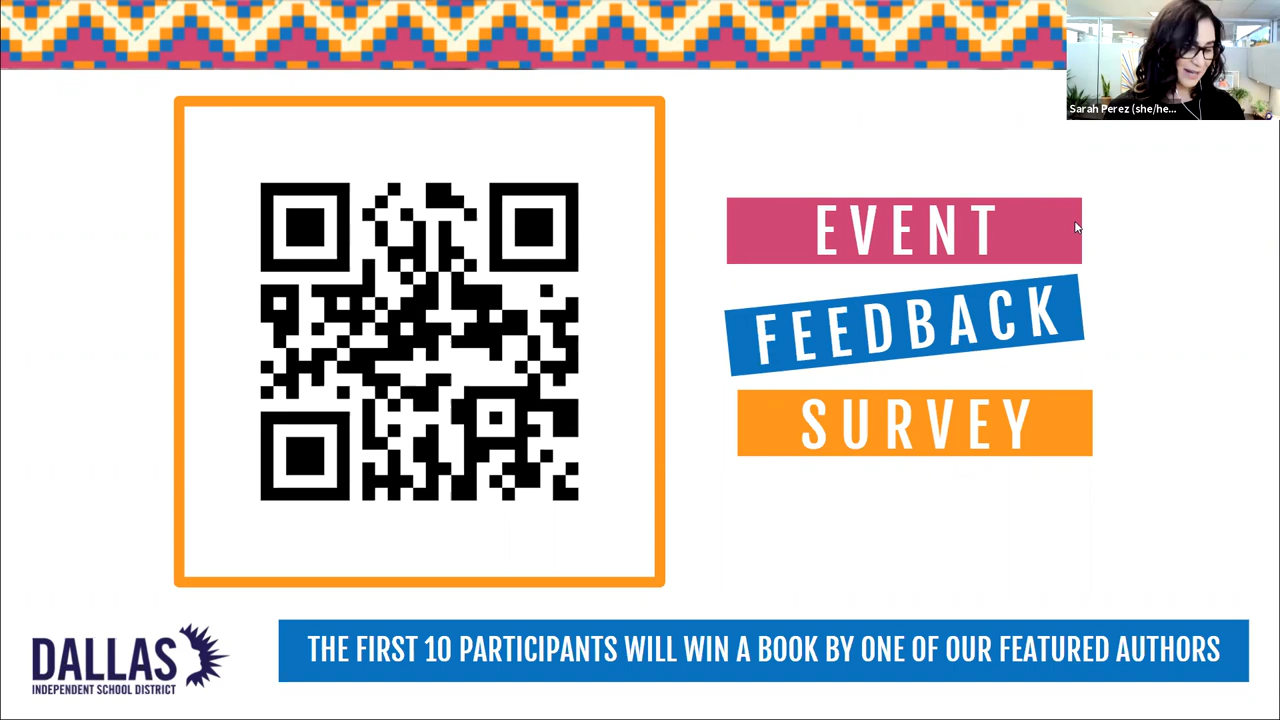 Sarah Perez (she/he...
EVENT
FEEDBACK
SURVEY
DALLAS
INDEPENDENT SCHOOL DISTRICT
THE FIRST 10 PARTICIPANTS WILL WIN A BOOK BY ONE OF OUR FEATURED AUTHORS